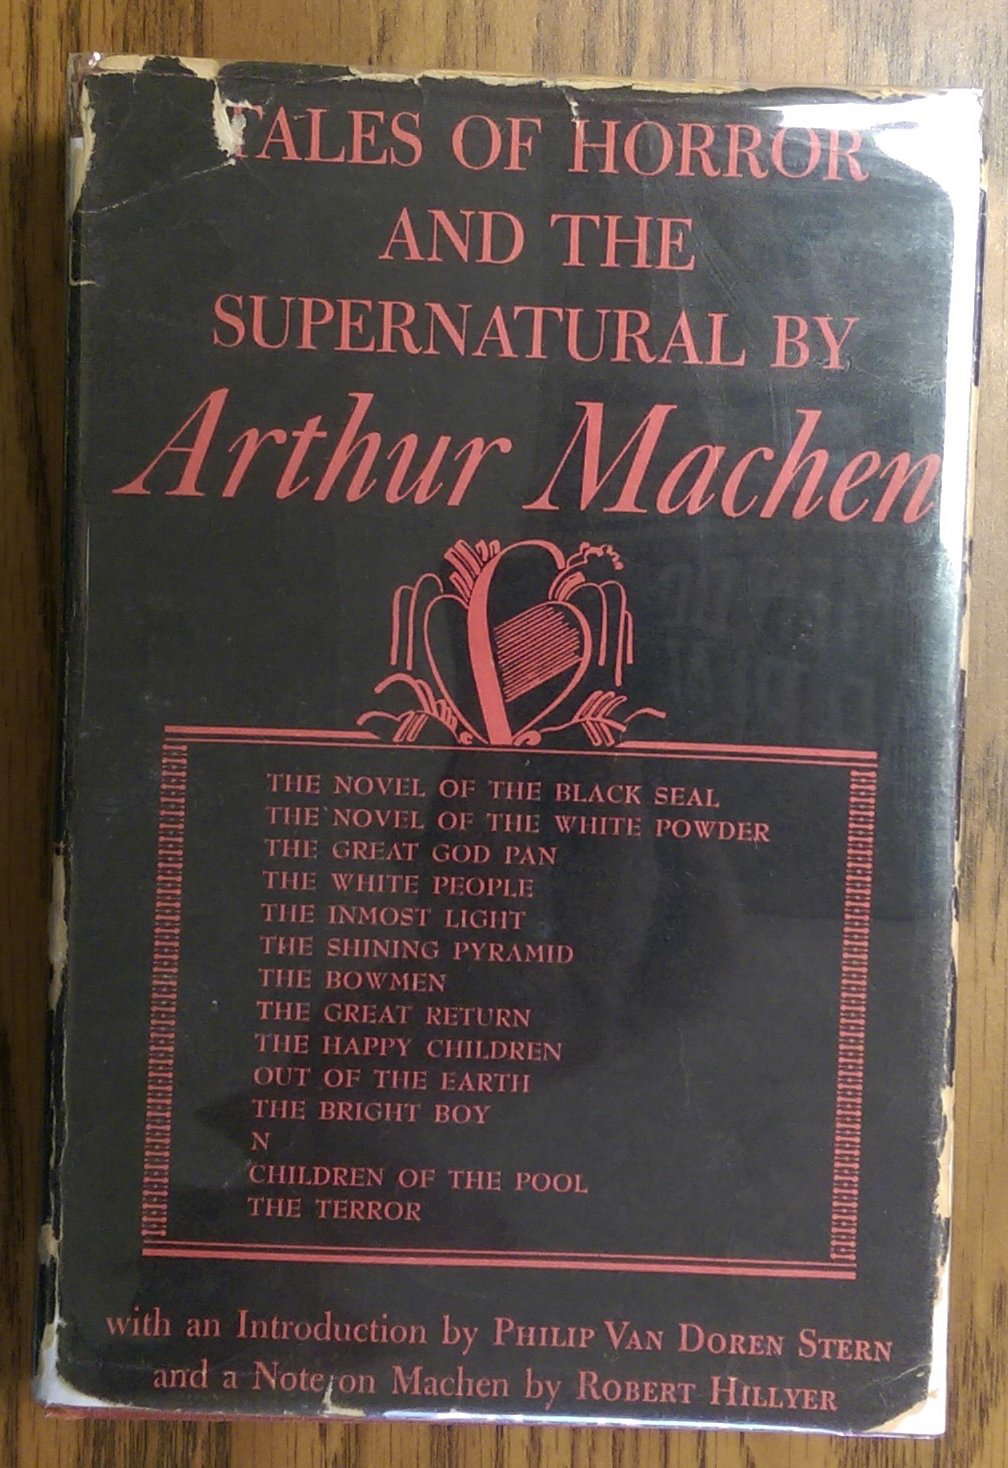 TALES OF HORROR
AND THE
SUPERNATURAL BY
Arthur Machen
THE NOVEL OF THE BLACK SEAL
THE NOVEL OF THE WHITE POWDER
THE GREAT GOD PAN
THE WHITE PEOPLE
THE INMOST LIGHT
THE SHINING PYRAMID
THE BOWMEN
THE GREAT RETURN
THE HAPPY CHILDREN
OUT OF THE EARTH
THE BRIGHT BOY
N
CHILDREN OF THE POOL
THE TERROR
with an Introduction by PHILIP VAN DOREN STERN
and a Note on Machen by ROBERT HILLYER